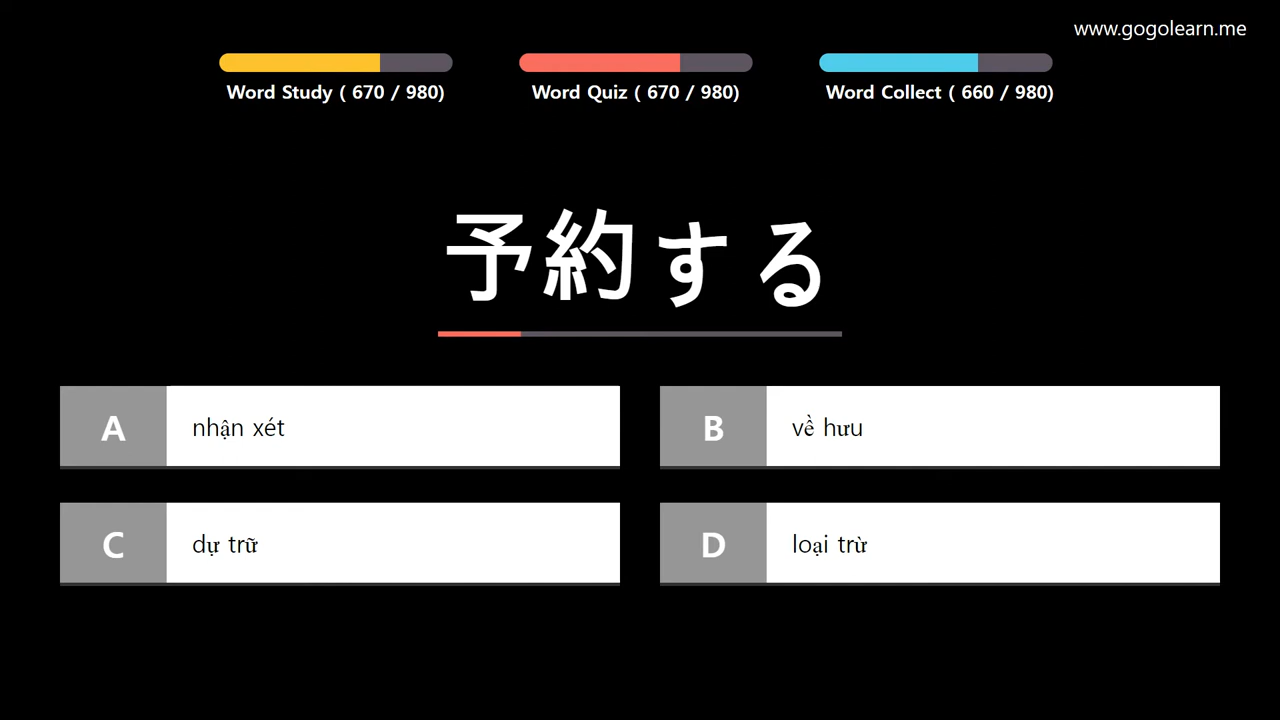 www.gogolearn.me
Word Study ( 670 / 980)
Word Quiz ( 670 / 980)
Word Collect ( 660 / 980)
予約する
A nhận xét
B về hưu
C dự trữ
D loại trừ